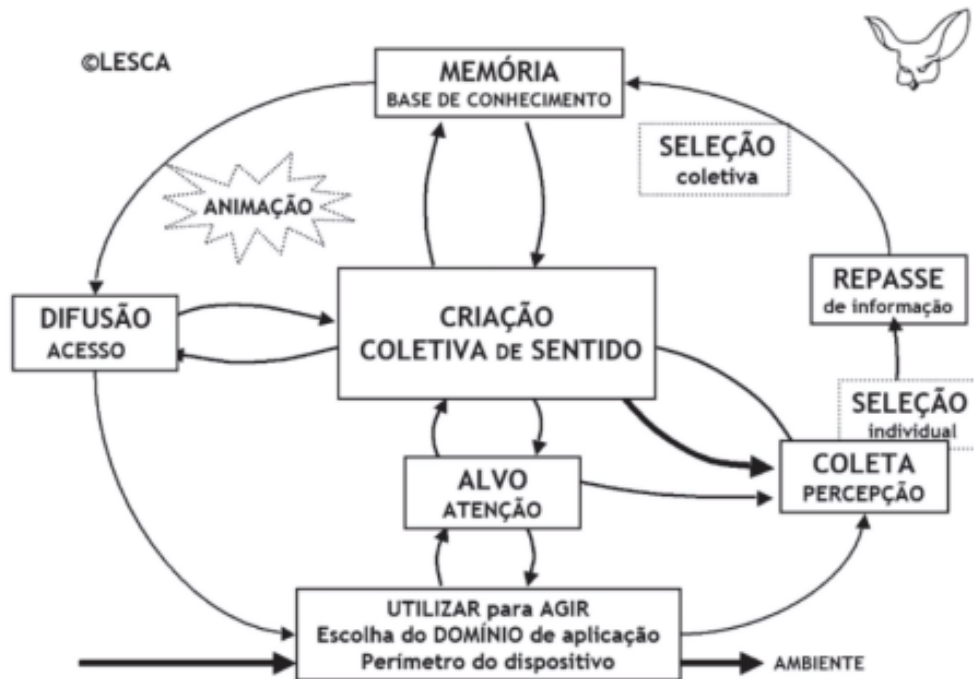 ©LESCA
MEMÓRIA
BASE DE CONHECIMENTO
SELEÇÃO
coletiva
ANIMAÇÃO
REPASSE
de informação
DIFUSÃO
ACESSO
CRIAÇÃO
COLETIVA DE SENTIDO
SELEÇÃO
individual
COLETA
PERCEPÇÃO
ALVO
ATENÇÃO
UTILIZAR para AGIR
Escolha do DOMÍNIO de aplicação
Perímetro do dispositivo
AMBIENTE